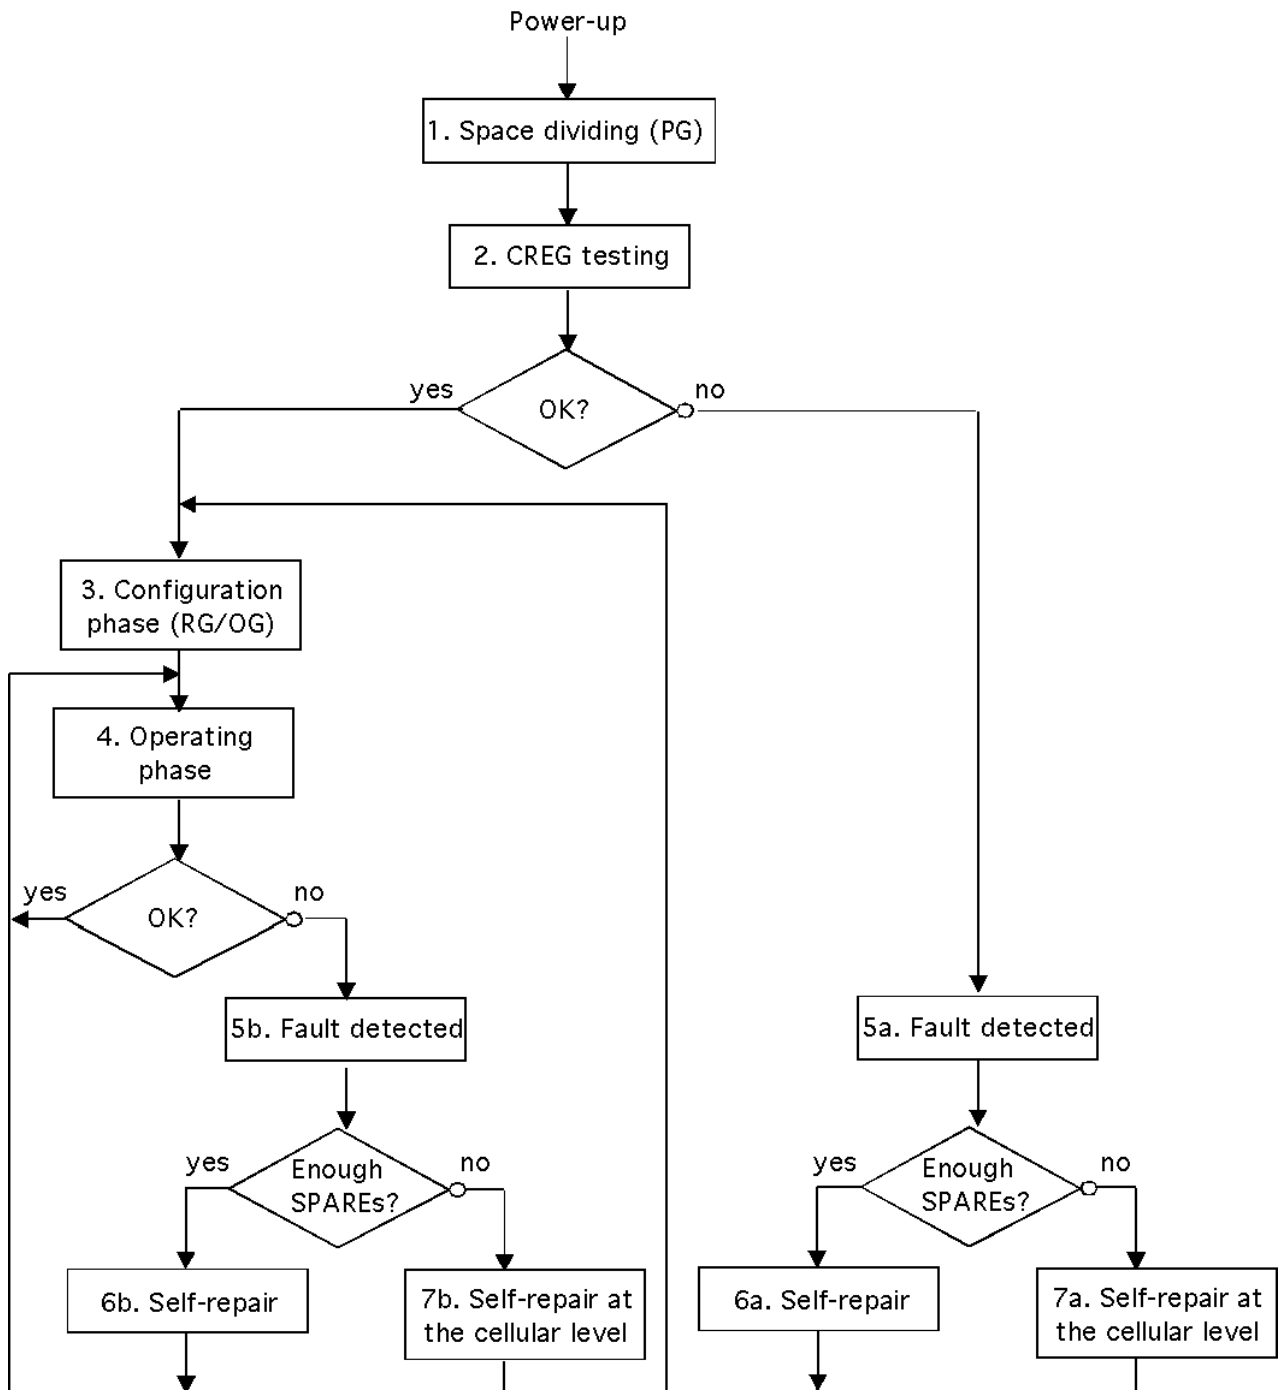 Power-up
1. Space dividing (PG)
2. CREG testing
yes
OK?
no
3. Configuration
phase (RG/OG)
4. Operating
phase
yes
OK?
no
5b. Fault detected
5a. Fault detected
yes
Enough
SPAREs?
no
yes
Enough
SPAREs?
no
6b. Self-repair
7b. Self-repair at
the cellular level
6a. Self-repair
7a. Self-repair at
the cellular level